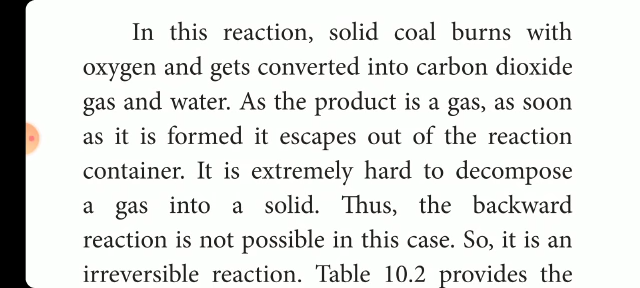 In this reaction, solid coal burns with
oxygen and gets converted into carbon dioxide
gas and water. As the product is a gas, as soon
as it is formed it escapes out of the reaction
container. It is extremely hard to decompose
a gas into a solid. Thus, the backward
reaction is not possible in this case. So, it is an
irreversible reaction. Table 10.2 provides the